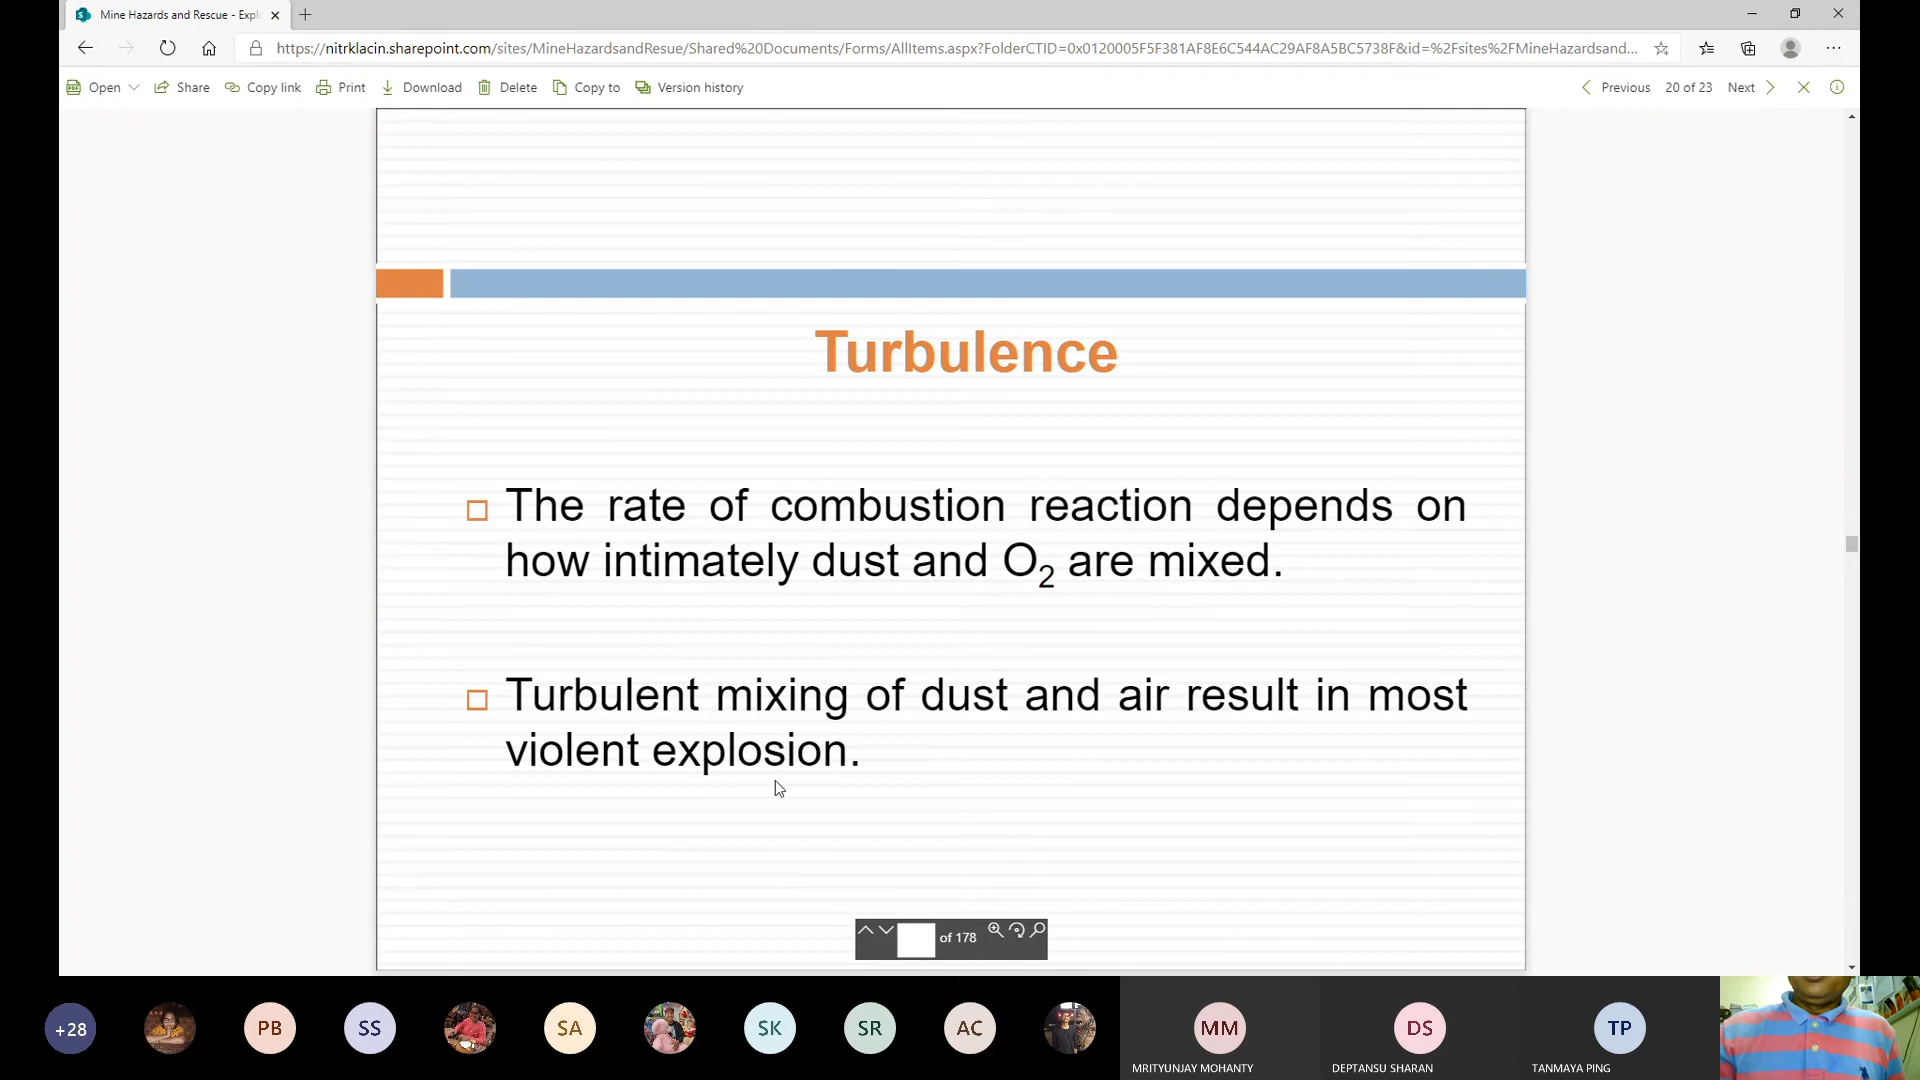 Mine Hazards and Rescue - Expl
https://nitrklacin.sharepoint.com/sites/MineHazardsandResue/Shared%20Documents/Forms/AllItems.aspx?FolderCTID=0x0120005F5F381AF8E6C544AC29AF8A5BC5738F&id=%2Fsites%2FMineHazardsand...
Open Share Copy link Print Download Delete Copy to Version history Previous 20 of 23 Next
Turbulence
The rate of combustion reaction depends on
how intimately dust and O2 are mixed.
Turbulent mixing of dust and air result in most
violent explosion.
of 178
+28 PB SS SA SK SR AC MM DS TP
MRITYUNJAY MOHANTY DEPTANSU SHARAN TANMAYA PING